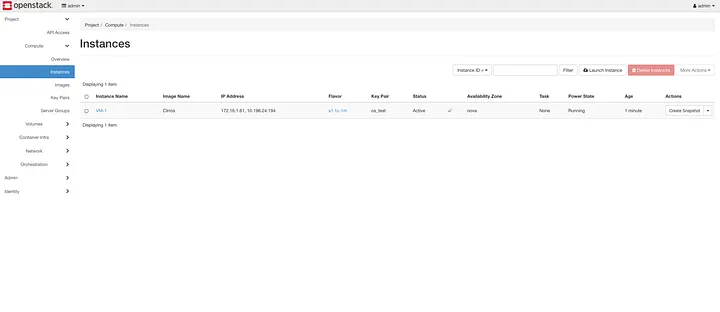 openstack. admin admin
Project
API Access
Compute
Overview
Instances
Images
Key Pairs
Server Groups
Volumes
Container Infra
Network
Orchestration
Admin
Identity
Project / Compute / Instances
Instances
Instance ID = Filter Launch Instance Delete Instances More Actions
Displaying 1 item
Instance Name Image Name IP Address Flavor Key Pair Status Availability Zone Task Power State Age Actions
VM-1 Cirros 172.16.1.61, 10.196.24.194 os_test Active nova None Running 1 minute Create Snapshot
Displaying 1 item